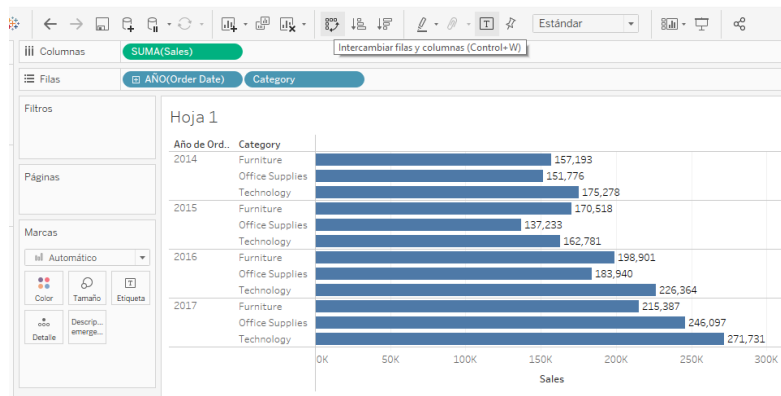 Estándar
Intercambiar filas y columnas (Control+W)
Columnas
SUMA(Sales)
Filas
AÑO(Order Date)
Category
Filtros
Páginas
Marcas
Automático
Color
Tamaño
Etiqueta
Detalle
Descrip...
emerge...
Hoja 1
Año de Ord.. Category
2014 Furniture 157,193
Office Supplies 151,776
Technology 175,278
2015 Furniture 170,518
Office Supplies 137,233
Technology 162,781
2016 Furniture 198,901
Office Supplies 183,940
Technology 226,364
2017 Furniture 215,387
Office Supplies 246,097
Technology 271,731
0K 50K 100K 150K 200K 250K 300K
Sales